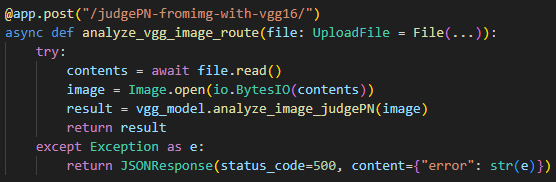 @app.post("/judgePN-fromimg-with-vgg16/")
async def analyze_vgg_image_route(file: UploadFile = File(...)):
    try:
        contents = await file.read()
        image = Image.open(io.BytesIO(contents))
        result = vgg_model.analyze_image_judgePN(image)
        return result
    except Exception as e:
        return JSONResponse(status_code=500, content={"error": str(e)})